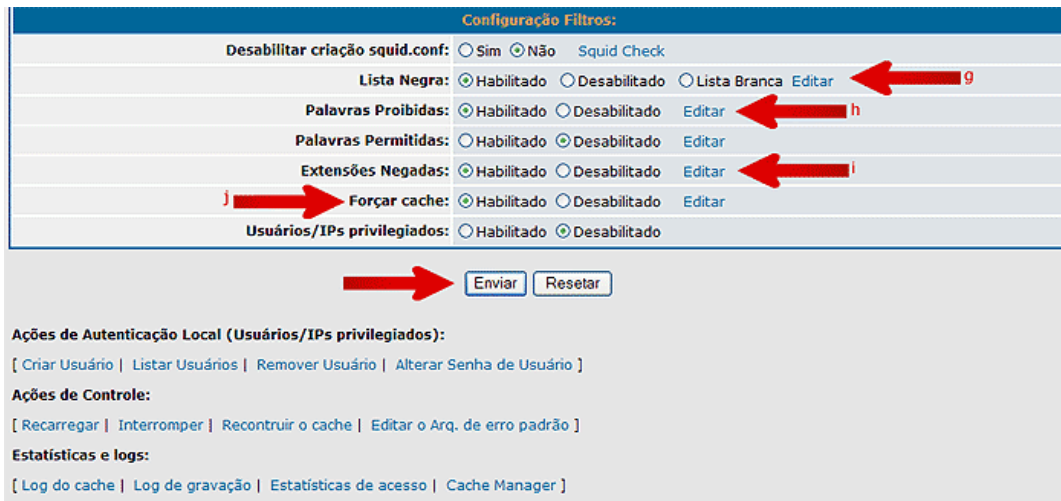 Configuração Filtros:
Desabilitar criação squid.conf: Sim Não Squid Check
Lista Negra: Habilitado Desabilitado Lista Branca Editar g
Palavras Proibidas: Habilitado Desabilitado Editar h
Palavras Permitidas: Habilitado Desabilitado Editar
Extensões Negadas: Habilitado Desabilitado Editar i
j Forçar cache: Habilitado Desabilitado Editar
Usuários/IPs privilegiados: Habilitado Desabilitado
Enviar Resetar
Ações de Autenticação Local (Usuários/IPs privilegiados):
[ Criar Usuário | Listar Usuários | Remover Usuário | Alterar Senha de Usuário ]
Ações de Controle:
[ Recarregar | Interromper | Recontruir o cache | Editar o Arq. de erro padrão ]
Estatísticas e logs:
[ Log do cache | Log de gravação | Estatísticas de acesso | Cache Manager ]